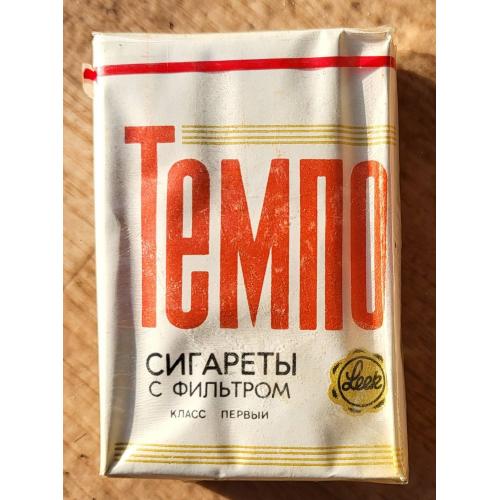 Темпо
СИГАРЕТЫ
С ФИЛЬТРОМ
КЛАСС ПЕРВЫЙ
Leek